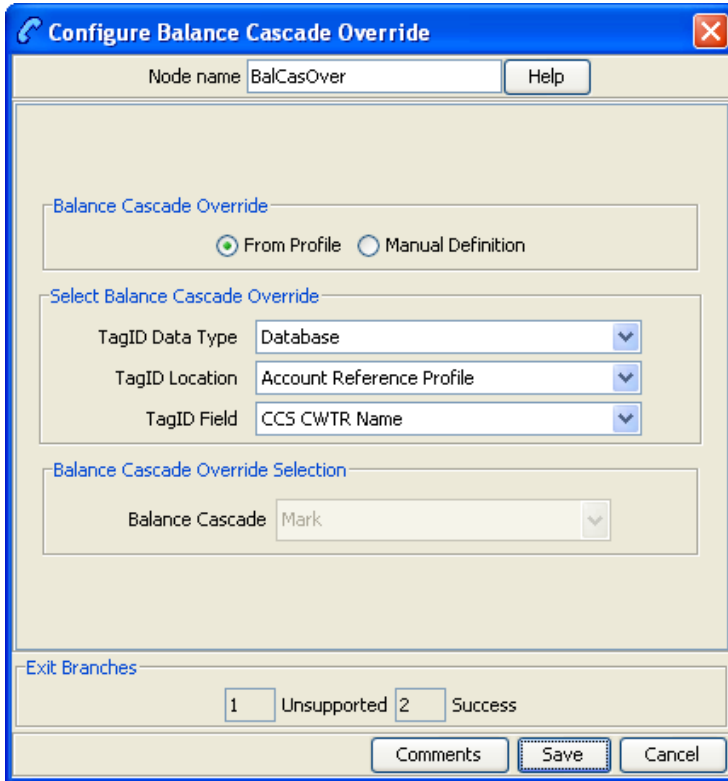 Configure Balance Cascade Override
Node name BalCasOver Help
Balance Cascade Override
From Profile Manual Definition
Select Balance Cascade Override
TagID Data Type Database
TagID Location Account Reference Profile
TagID Field CCS CWTR Name
Balance Cascade Override Selection
Balance Cascade Mark
Exit Branches
1 Unsupported 2 Success
Comments Save Cancel